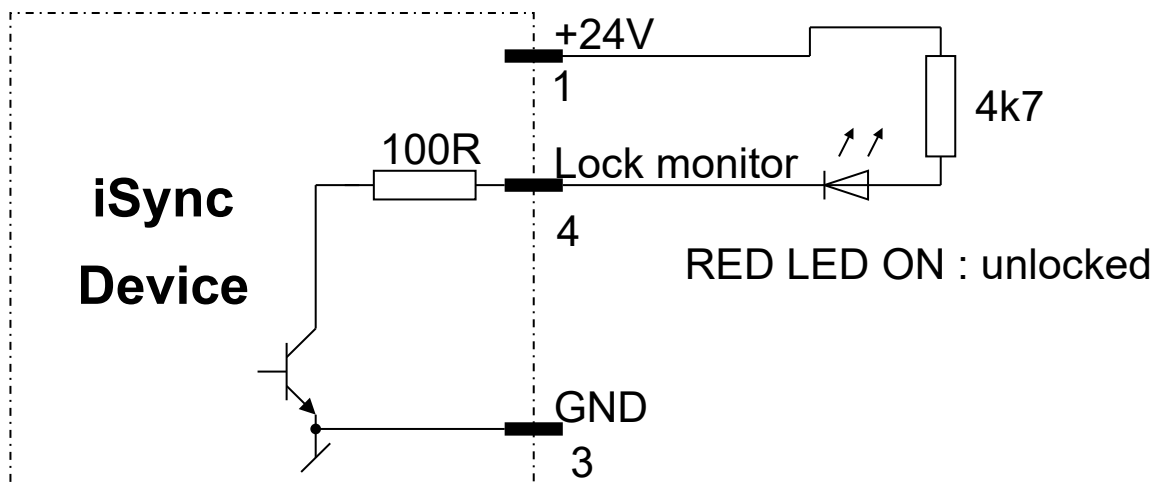 +24V
1
4k7
100R
Lock monitor
iSync
Device
4
RED LED ON : unlocked
GND
3